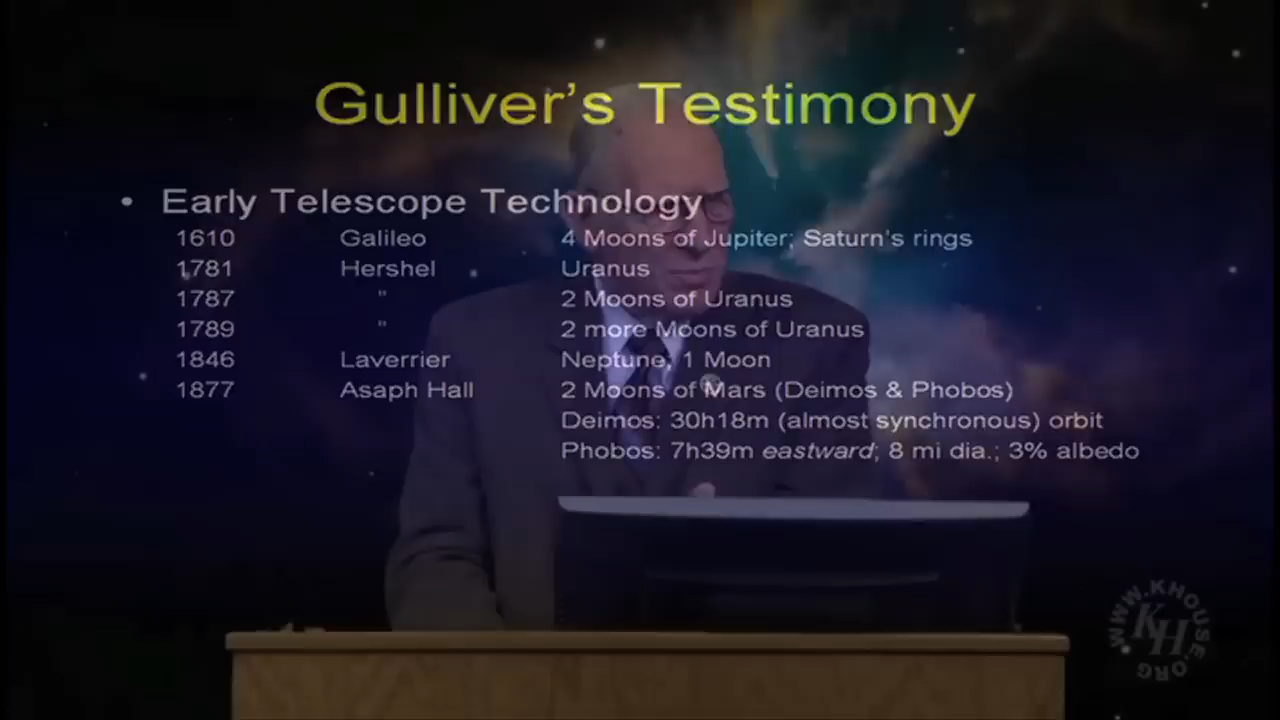 Gulliver's Testimony
• Early Telescope Technology
1610 Galileo 4 Moons of Jupiter; Saturn's rings
1781 Hershel Uranus
1787 " 2 Moons of Uranus
1789 " 2 more Moons of Uranus
1846 Laverrier Neptune, 1 Moon
1877 Asaph Hall 2 Moons of Mars (Deimos & Phobos)
Deimos: 30h18m (almost synchronous) orbit
Phobos: 7h39m eastward; 8 mi dia.; 3% albedo
WWW.KHOUSE.ORG
KH